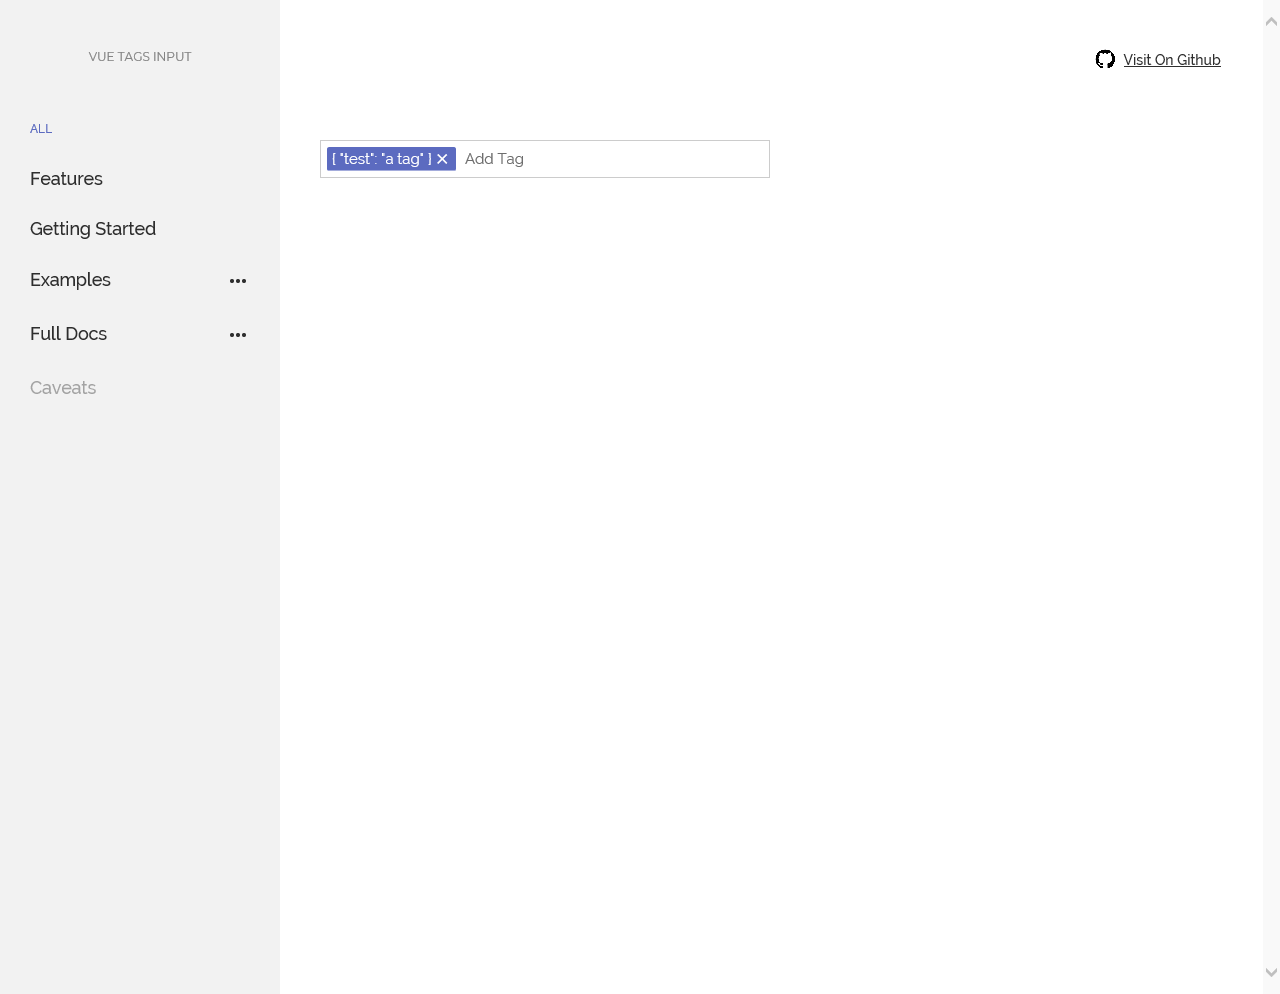 VUE TAGS INPUT
Visit On Github
ALL
{ "test": "a tag" }
Add Tag
Features
Getting Started
Examples
Full Docs
Caveats